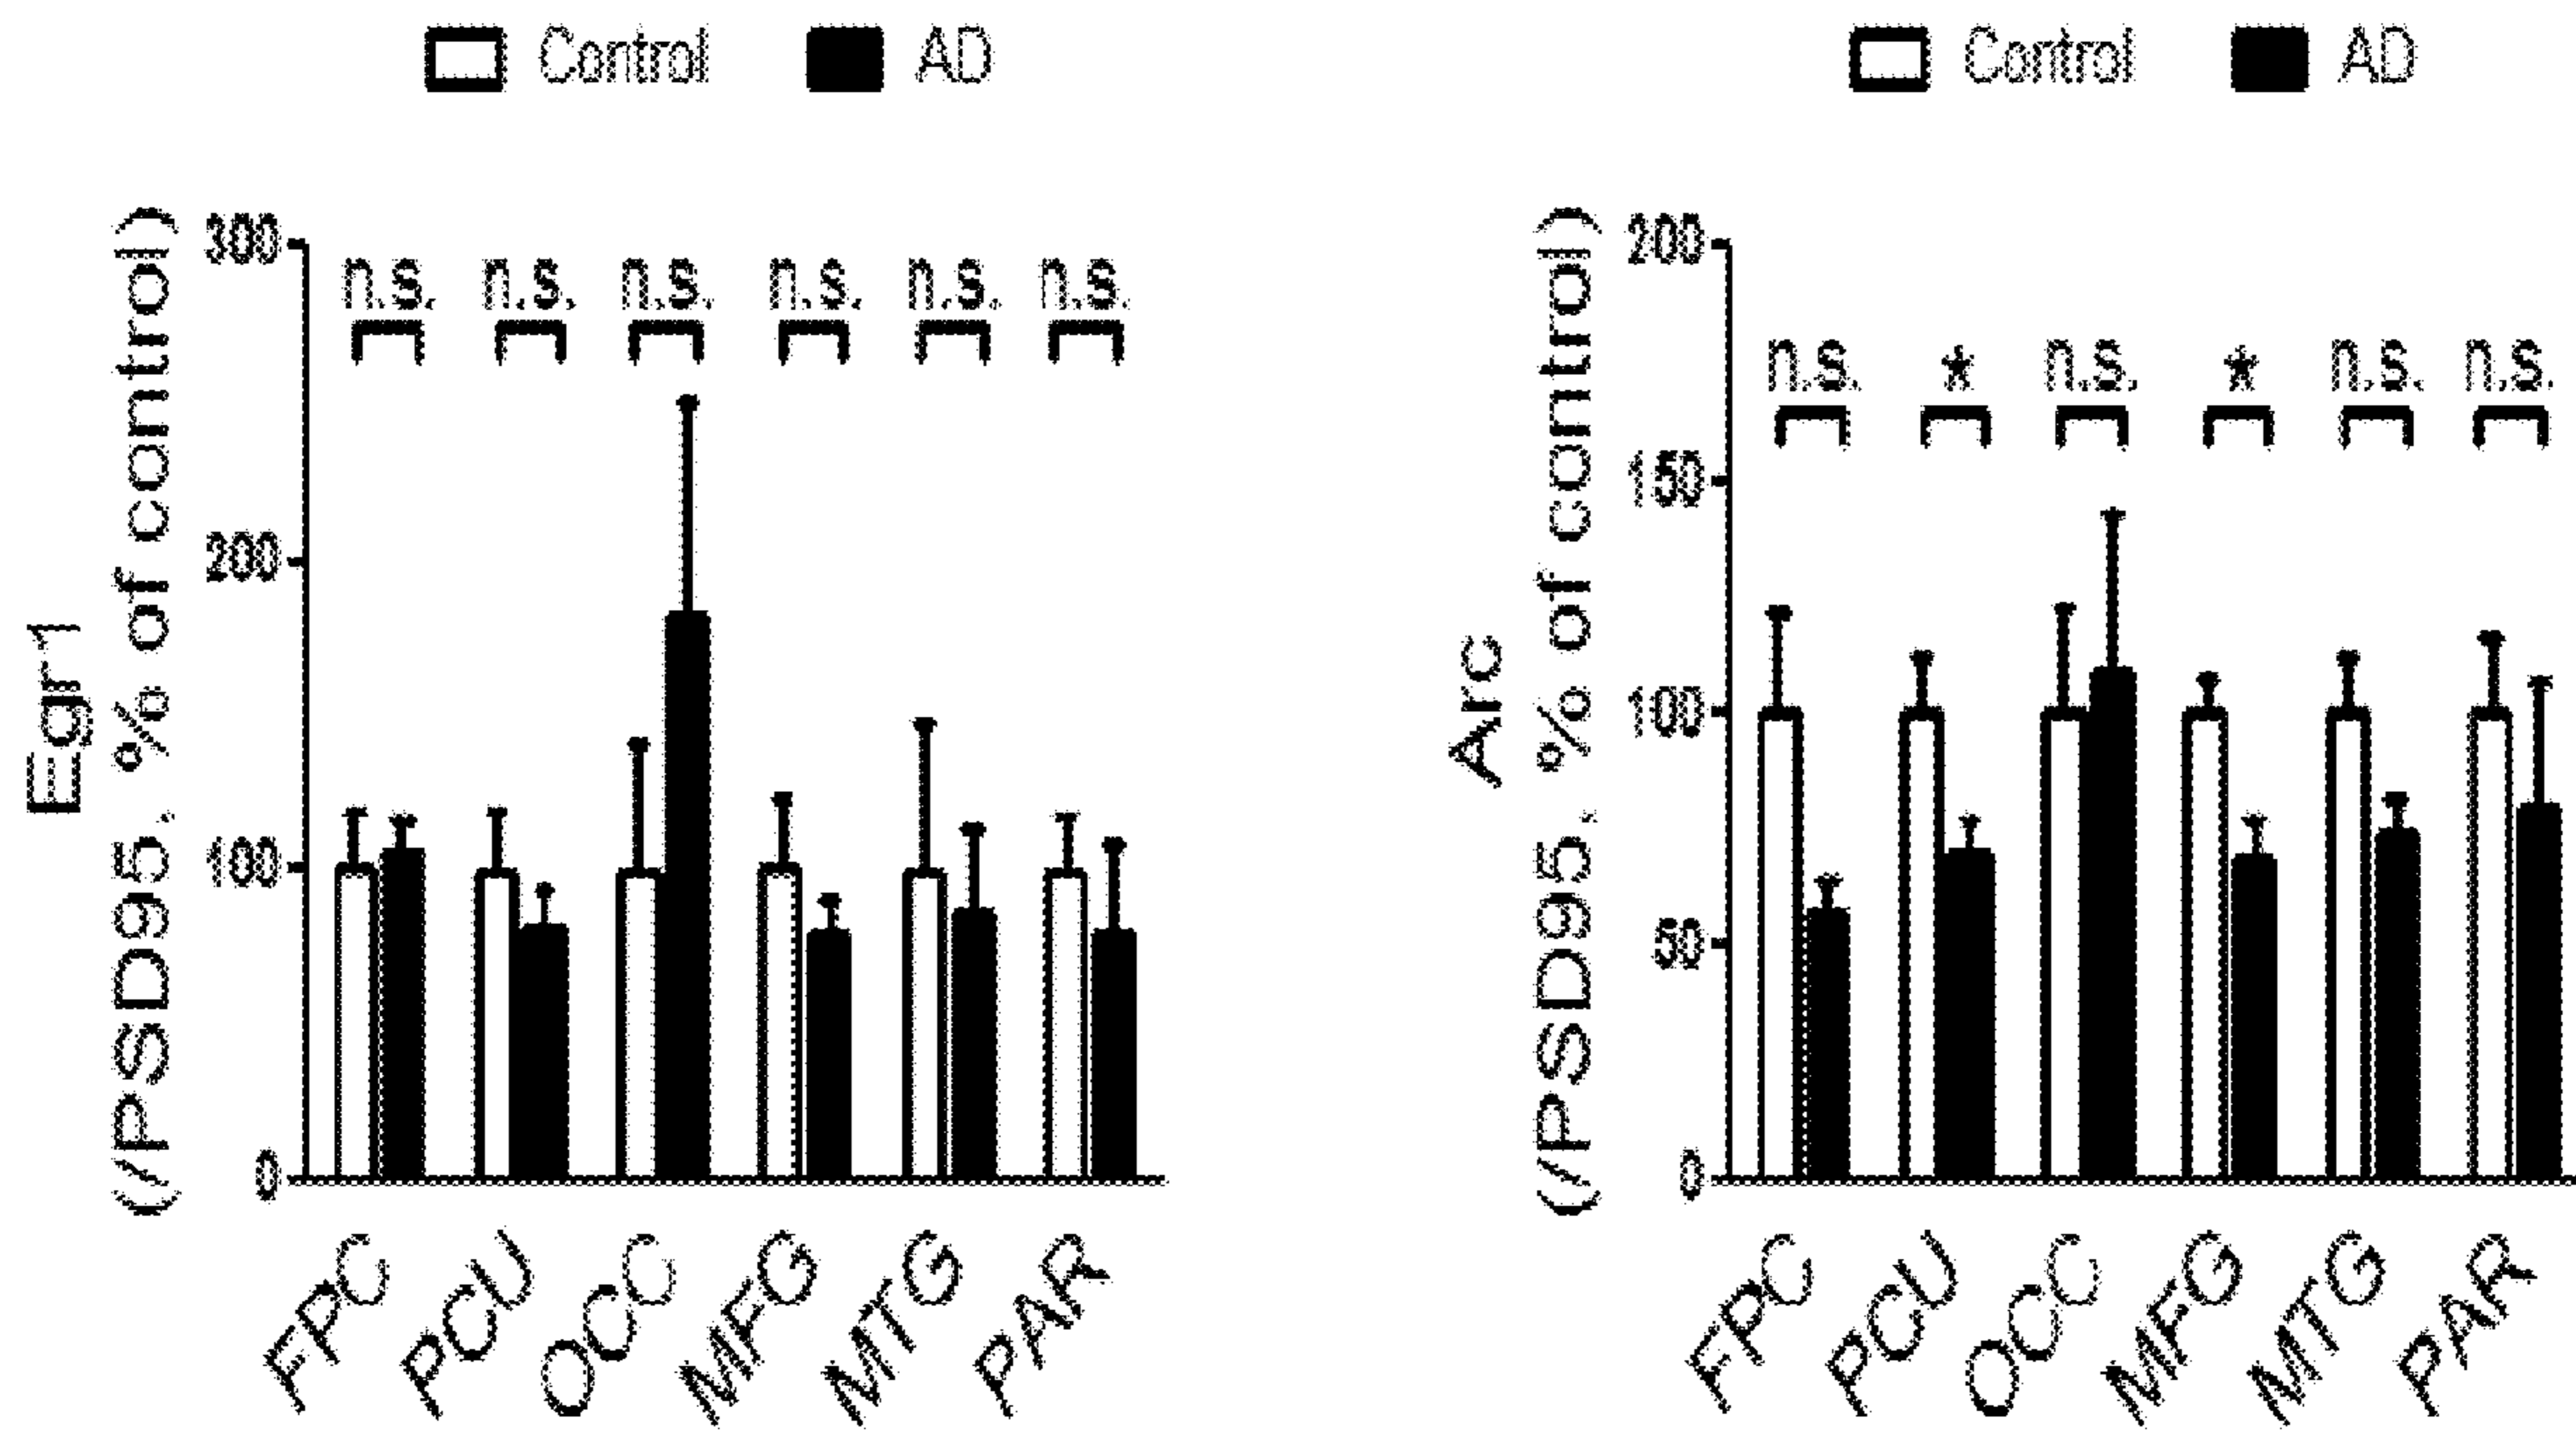 Control AD
Egr1
(/PSD95, % of control)
300
200
100
0
n.s. n.s. n.s. n.s. n.s. n.s.
FPC PCU OCC MFG MTG PAR
Control AD
Arc
(/PSD95, % of control)
200
150
100
50
0
n.s. * n.s. * n.s. n.s.
FPC PCU OCC MFG MTG PAR